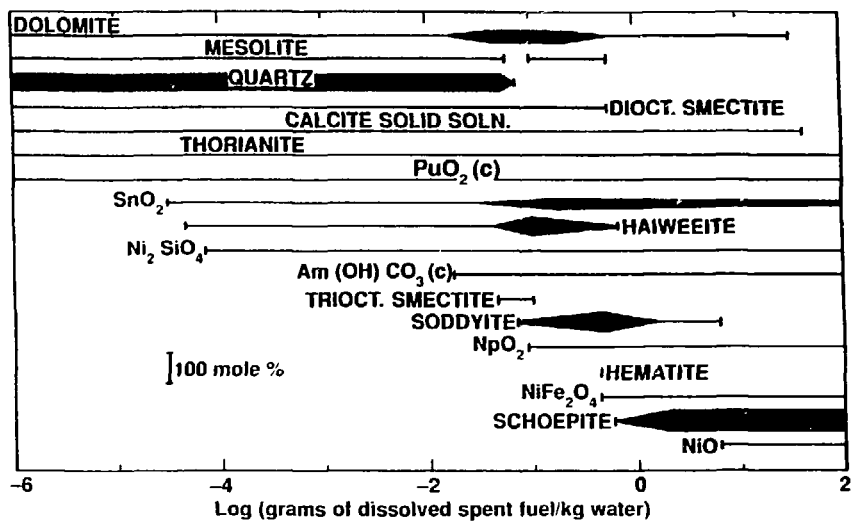 DOLOMITE
MESOLITE
QUARTZ
DIOCT. SMECTITE
CALCITE SOLID SOLN.
THORIANITE
PuO₂ (c)
SnO₂
HAIWEEITE
Ni₂ SiO₄
Am (OH) CO₃ (c)
TRIOCT. SMECTITE
SODDYITE
NpO₂
100 mole %
HEMATITE
NiFe₂O₄
SCHOEPITE
NiO
−6 −4 −2 0 2
Log (grams of dissolved spent fuel/kg water)